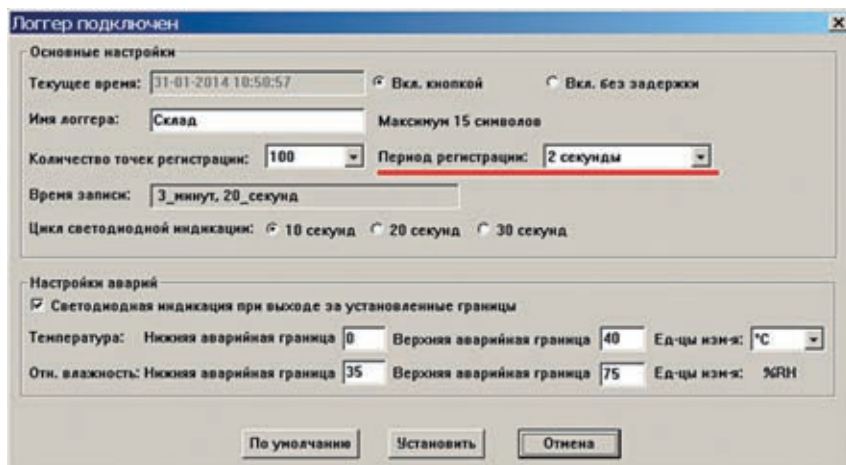 Логгер подключен
Основные настройки
Текущее время: 31-01-2014 10:50:57 Вкл. кнопкой Вкл. без задержки
Имя логгера: Склад Максимум 15 символов
Количество точек регистрации: 100 Период регистрации: 2 секунды
Время записи: 3_минут, 20_секунд
Цикл светодиодной индикации: 10 секунд 20 секунд 30 секунд
Настройки аварий
Светодиодная индикация при выходе за установленные границы
Температура: Нижняя аварийная граница 0 Верхняя аварийная граница 40 Ед-цы изм-я: °C
Отн. влажность: Нижняя аварийная граница 35 Верхняя аварийная граница 75 Ед-цы изм-я: %RH
По умолчанию Установить Отмена